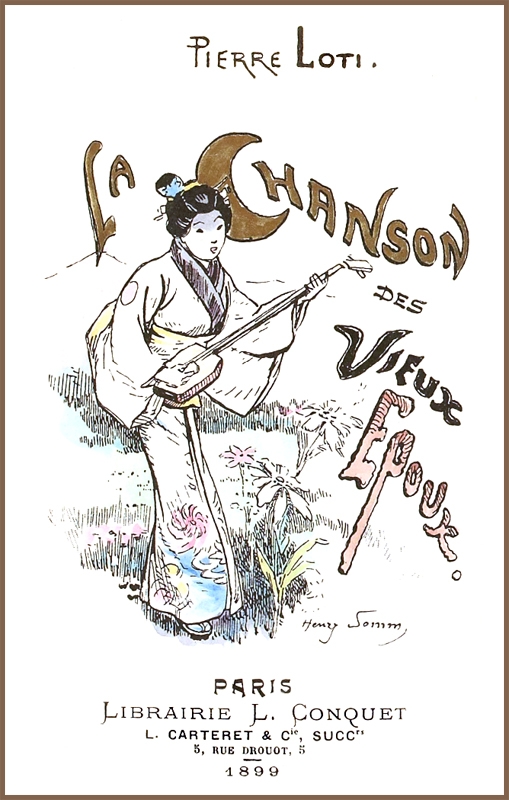 PIERRE LOTI.
LA CHANSON
DES
VIEUX
EPOUX.
Henry Somm,
PARIS
LIBRAIRIE L. CONQUET
L. CARTERET & Cie, SUCCrs
5, RUE DROUOT, 5
1899